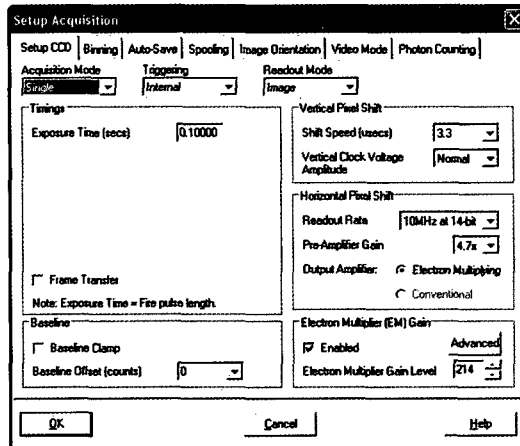 Setup Acquisition
Setup CCD Binning Auto-Save Spooling Image Orientation Video Mode Photon Counting
Acquisition Mode Triggering Readout Mode
Single Internal Image
Timings
Exposure Time (secs) 0.10000
Frame Transfer
Note: Exposure Time = Fire pulse length.
Baseline
Baseline Clamp
Baseline Offset (counts) 0
Vertical Pixel Shift
Shift Speed (usecs) 3.3
Vertical Clock Voltage Normal
Amplitude
Horizontal Pixel Shift
Readout Rate 10MHz at 14-bit
Pre-Amplifier Gain 4.7x
Output Amplifier: Electron Multiplying
Conventional
Electron Multiplier (EM) Gain
Enabled Advanced
Electron Multiplier Gain Level 214
OK Cancel Help